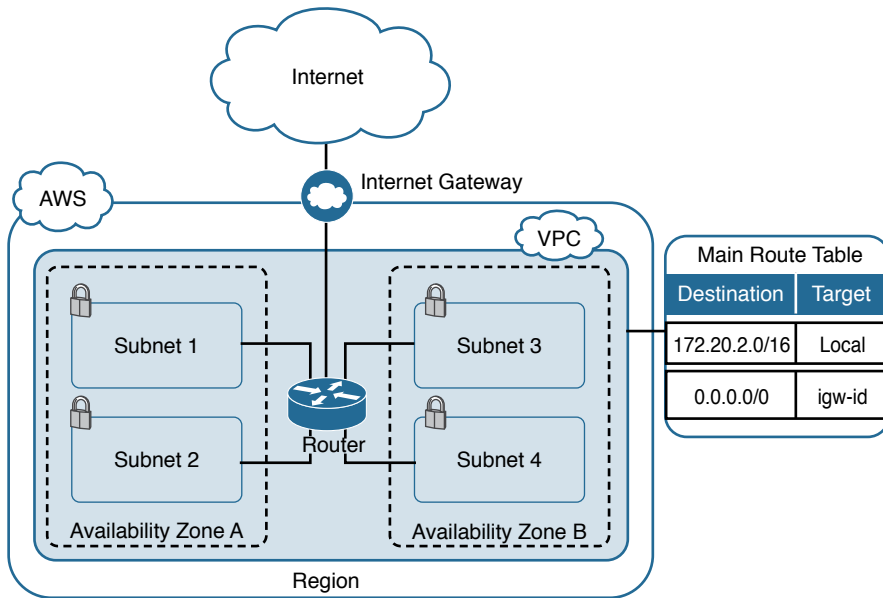 Internet
Internet Gateway
AWS
VPC
Main Route Table
Destination Target
172.20.2.0/16 Local
0.0.0.0/0 igw-id
Subnet 1
Subnet 3
Router
Subnet 2
Subnet 4
Availability Zone A
Availability Zone B
Region